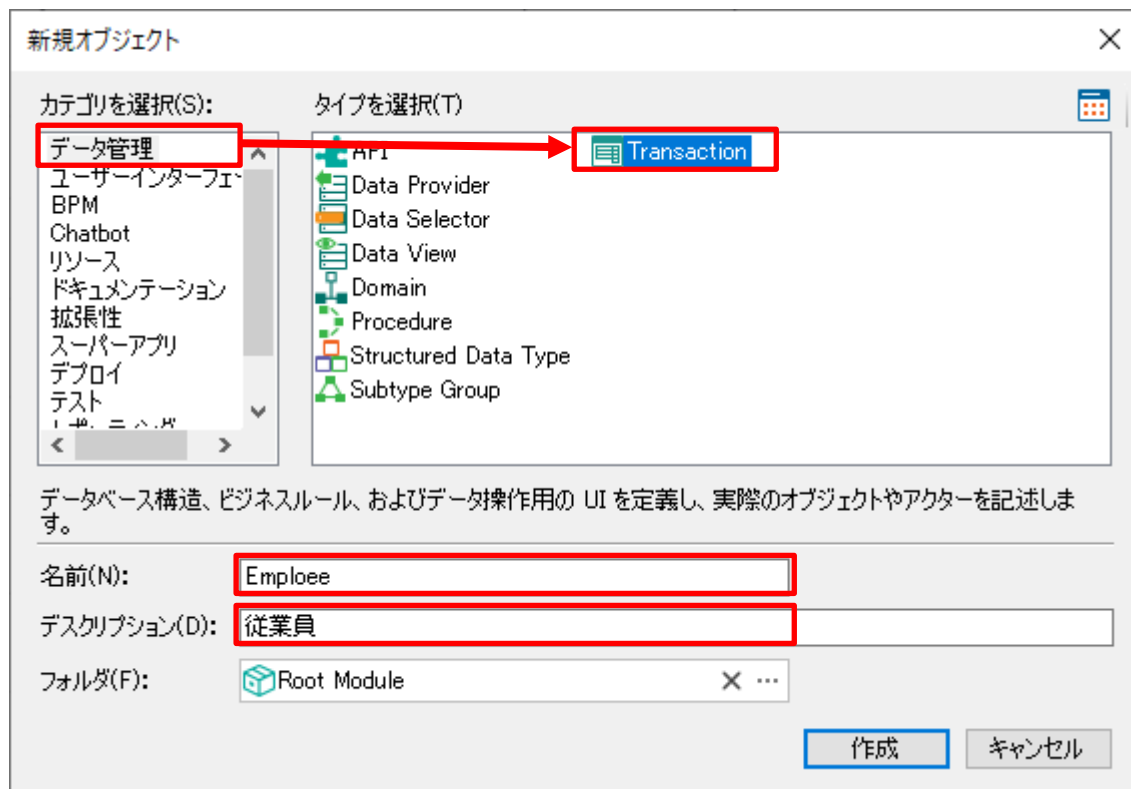 新規オブジェクト
カテゴリを選択(S):
タイプを選択(T)
データ管理
ユーザーインターフェー
BPM
Chatbot
リソース
ドキュメンテーション
拡張性
スーパーアプリ
デプロイ
テスト
API
Transaction
Data Provider
Data Selector
Data View
Domain
Procedure
Structured Data Type
Subtype Group
データベース構造、ビジネスルール、およびデータ操作用の UI を定義し、実際のオブジェクトやアクターを記述しま
す。
名前(N):
Emploee
デスクリプション(D):
従業員
フォルダ(F):
Root Module
作成
キャンセル